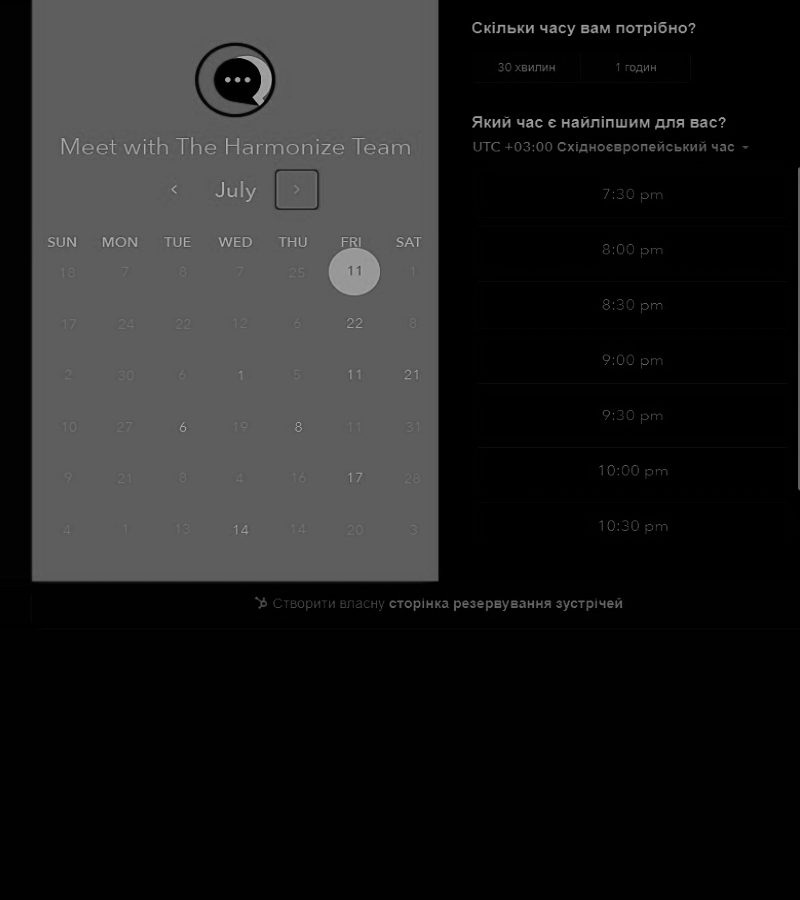 Meet with The Harmonize Team
July
SUN MON TUE WED THU FRI SAT
18 7 8 7 25 11 1
17 24 22 12 6 22 8
2 30 6 1 5 11 21
10 27 6 19 8 11 31
9 21 8 4 16 17 28
4 1 13 14 14 20 3
Скільки часу вам потрібно?
30 хвилин 1 годин
Який час є найліпшим для вас?
UTC +03:00 Східноєвропейський час
7:30 pm
8:00 pm
8:30 pm
9:00 pm
9:30 pm
10:00 pm
10:30 pm
Створити власну сторінка резервування зустрічей